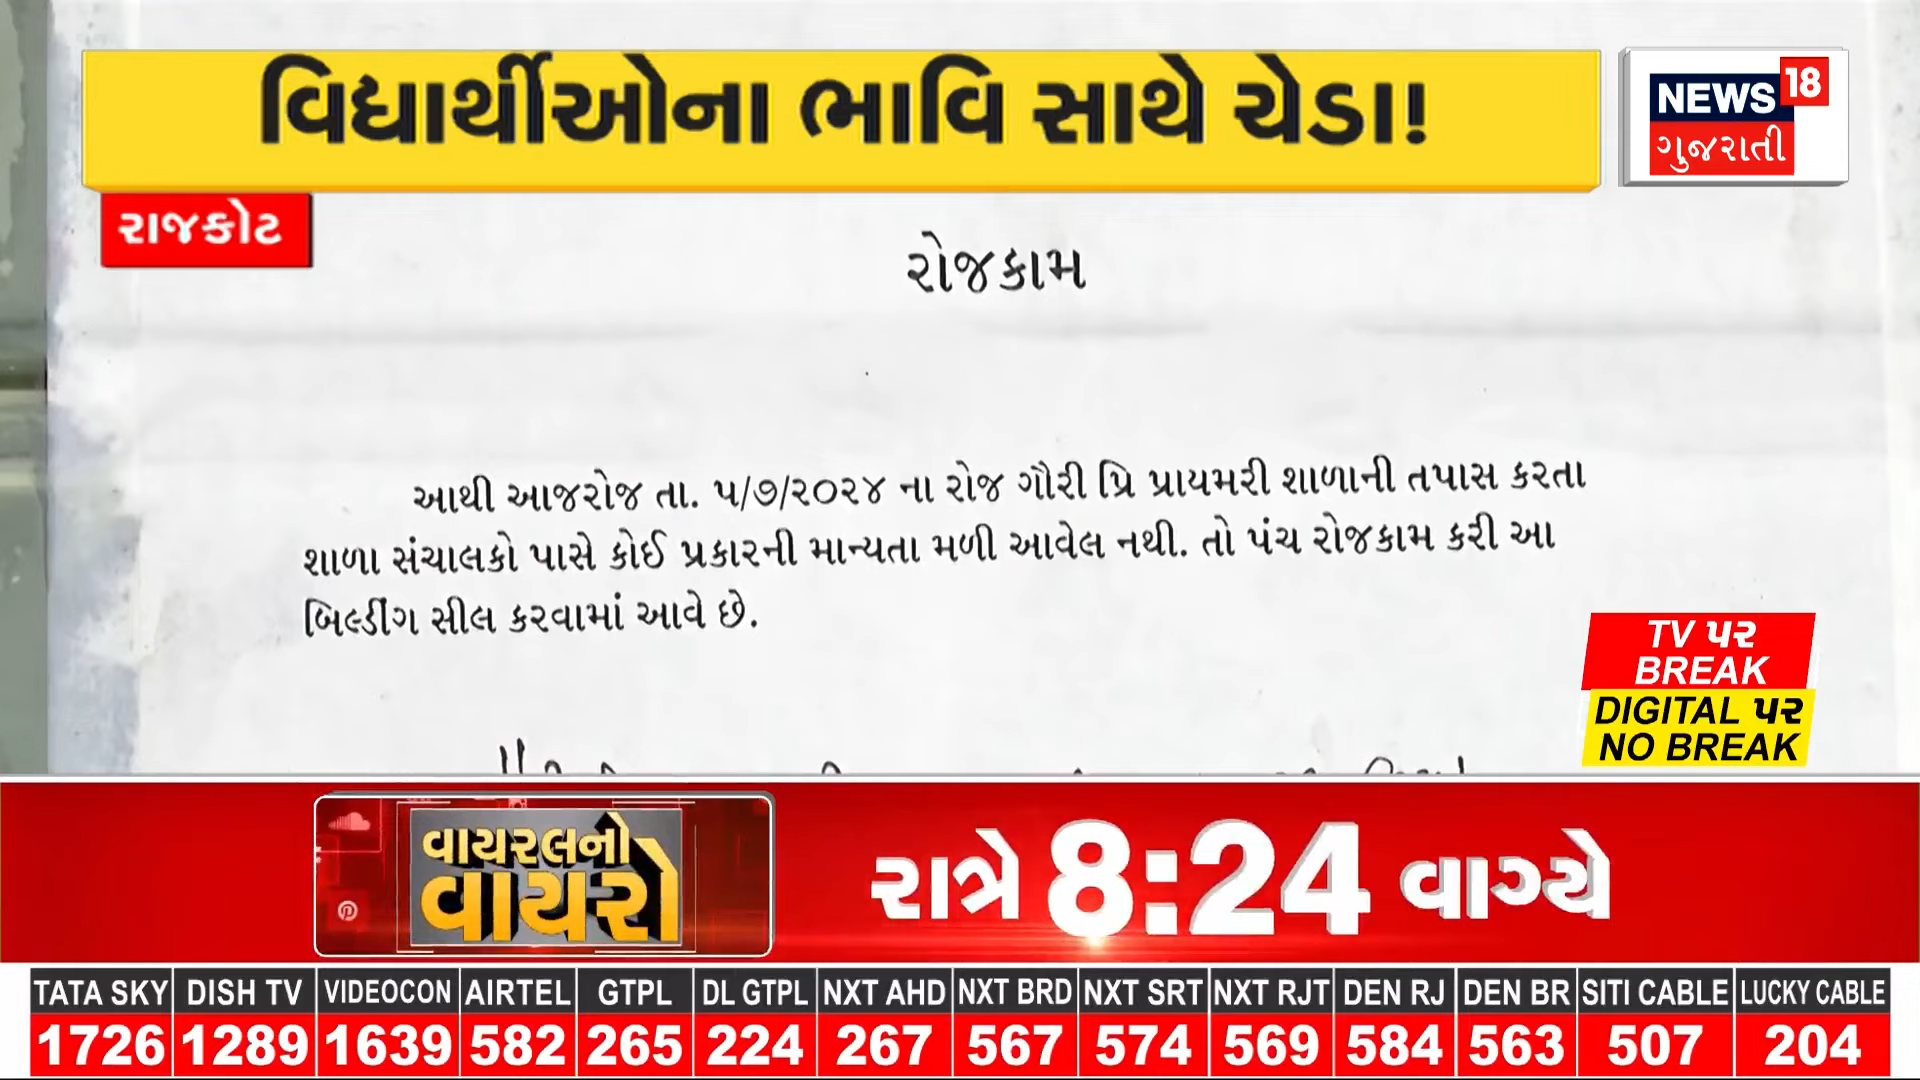 વિદ્યાર્થીઓના ભાવિ સાથે ચેડા!
NEWS 18
ગુજરાતી
રાજકોટ
રોજકામ
આથી આજરોજ તા. ૫/૭/૨૦૨૪ ના રોજ ગૌરી પ્રિ પ્રાયમરી શાળાની તપાસ કરતા
શાળા સંચાલકો પાસે કોઈ પ્રકારની માન્યતા મળી આવેલ નથી. તો પંચ રોજકામ કરી આ
બિલ્ડીંગ સીલ કરવામાં આવે છે.
TV પર
BREAK
DIGITAL પર
NO BREAK
વાયરલનો
વાયરો
રાત્રે 8:24 વાગ્યે
TATA SKY DISH TV VIDEOCON AIRTEL GTPL DL GTPL NXT AHD NXT BRD NXT SRT NXT RJT DEN RJ DEN BR SITI CABLE LUCKY CABLE
1726 1289 1639 582 265 224 267 567 574 569 584 563 507 204